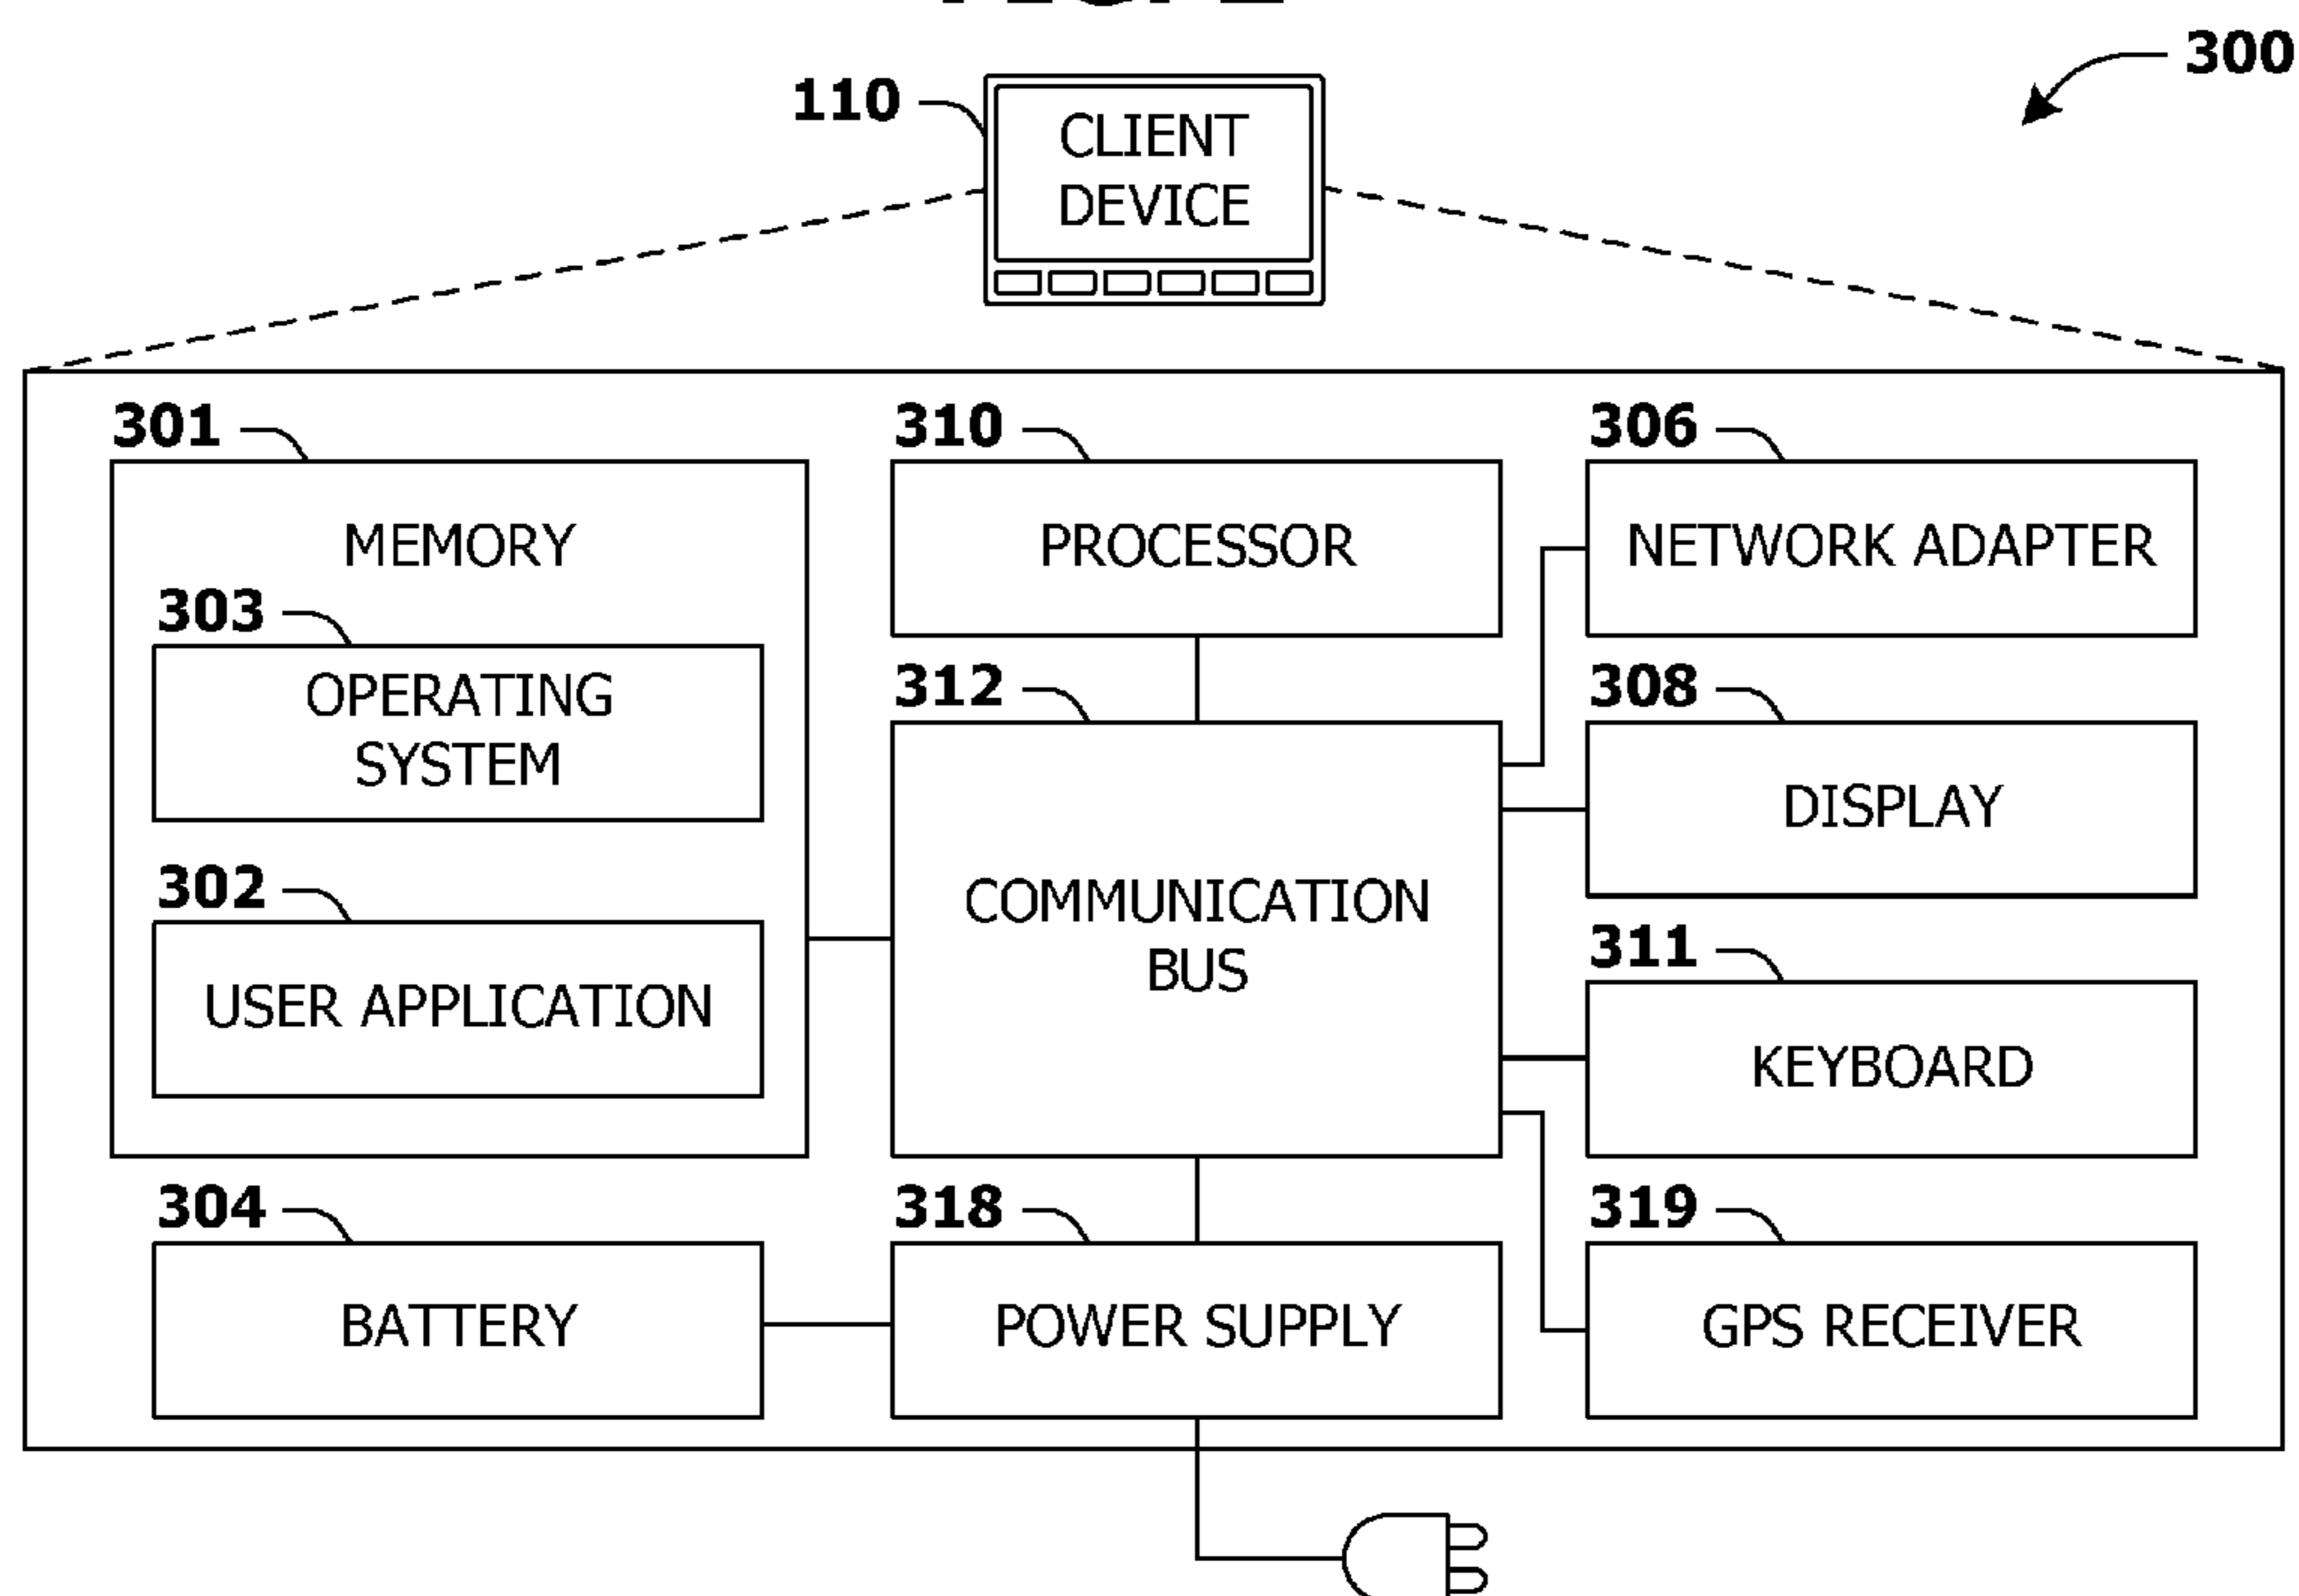 300
110
CLIENT
DEVICE
301
310
306
MEMORY
PROCESSOR
NETWORK ADAPTER
303
312
308
OPERATING
SYSTEM
DISPLAY
302
COMMUNICATION
BUS
311
USER APPLICATION
KEYBOARD
304
318
319
BATTERY
POWER SUPPLY
GPS RECEIVER